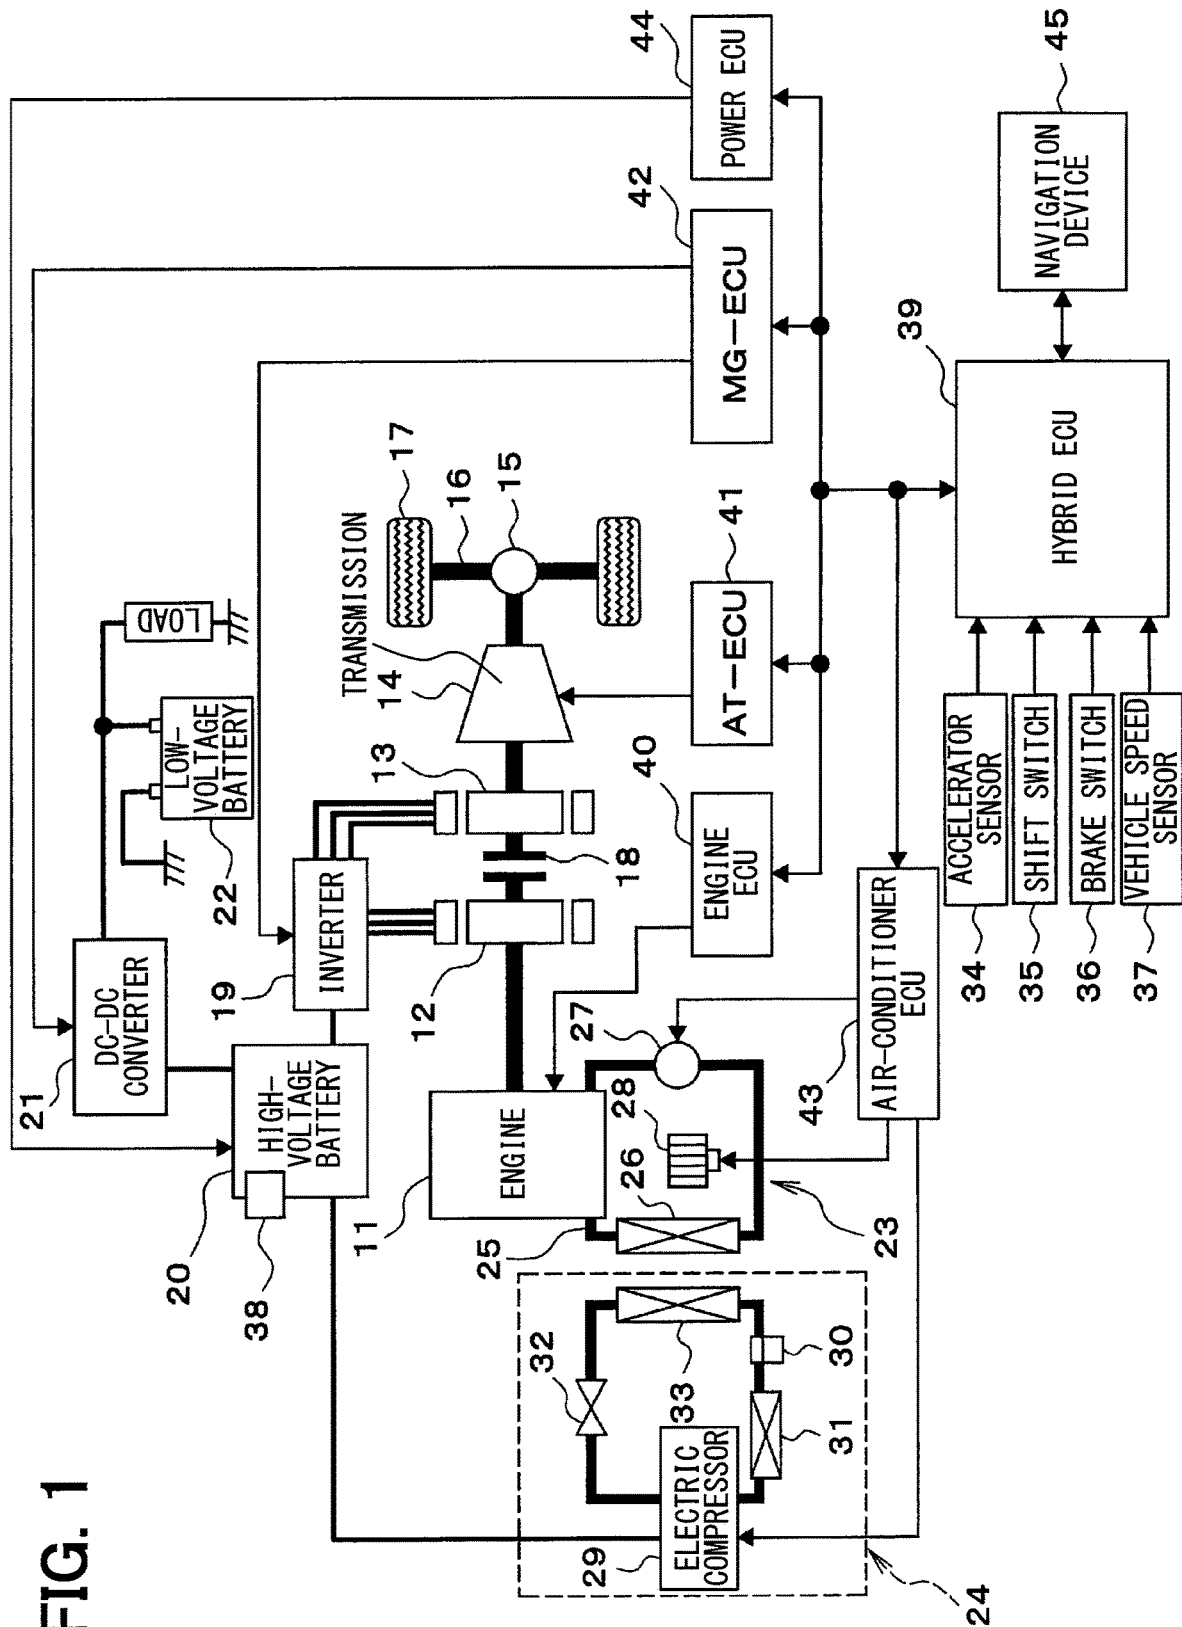 FIG. 1
20
38
21
DC-DC
CONVERTER
HIGH-
VOLTAGE
BATTERY
19
INVERTER
22
LOW-
VOLTAGE
BATTERY
LOAD
11
ENGINE
12
18
13
14
TRANSMISSION
16
17
15
24
29
ELECTRIC
COMPRESSOR
32
33
31
30
25
26
23
28
27
40
ENGINE
ECU
41
AT-ECU
42
MG-ECU
44
POWER ECU
43
AIR-CONDITIONER
ECU
34
ACCELERATOR
SENSOR
35
SHIFT SWITCH
36
BRAKE SWITCH
37
VEHICLE SPEED
SENSOR
39
HYBRID ECU
45
NAVIGATION
DEVICE